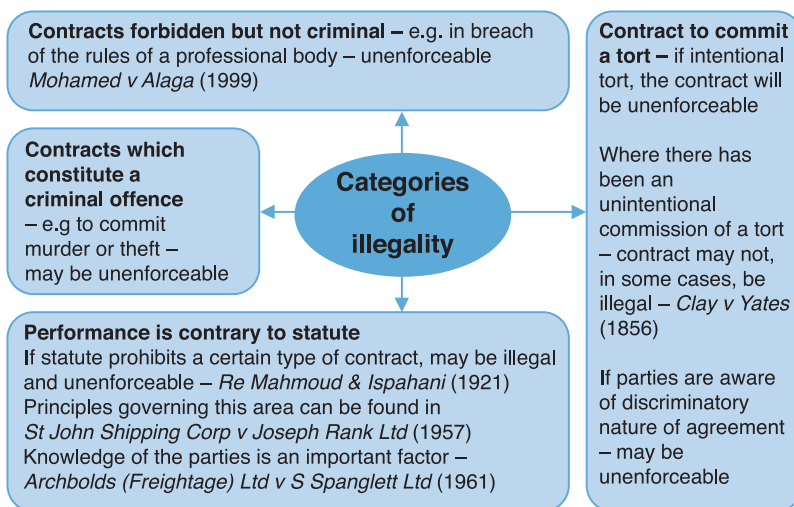 Contracts forbidden but not criminal – e.g. in breach
of the rules of a professional body – unenforceable
Mohamed v Alaga (1999)
Contracts which
constitute a
criminal offence
– e.g to commit
murder or theft –
may be unenforceable
Categories
of
illegality
Contract to commit
a tort – if intentional
tort, the contract will
be unenforceable
Where there has
been an
unintentional
commission of a tort
– contract may not,
in some cases, be
illegal – Clay v Yates
(1856)
If parties are aware
of discriminatory
nature of agreement
– may be
unenforceable
Performance is contrary to statute
If statute prohibits a certain type of contract, may be illegal
and unenforceable – Re Mahmoud & Ispahani (1921)
Principles governing this area can be found in
St John Shipping Corp v Joseph Rank Ltd (1957)
Knowledge of the parties is an important factor –
Archbolds (Freightage) Ltd v S Spanglett Ltd (1961)